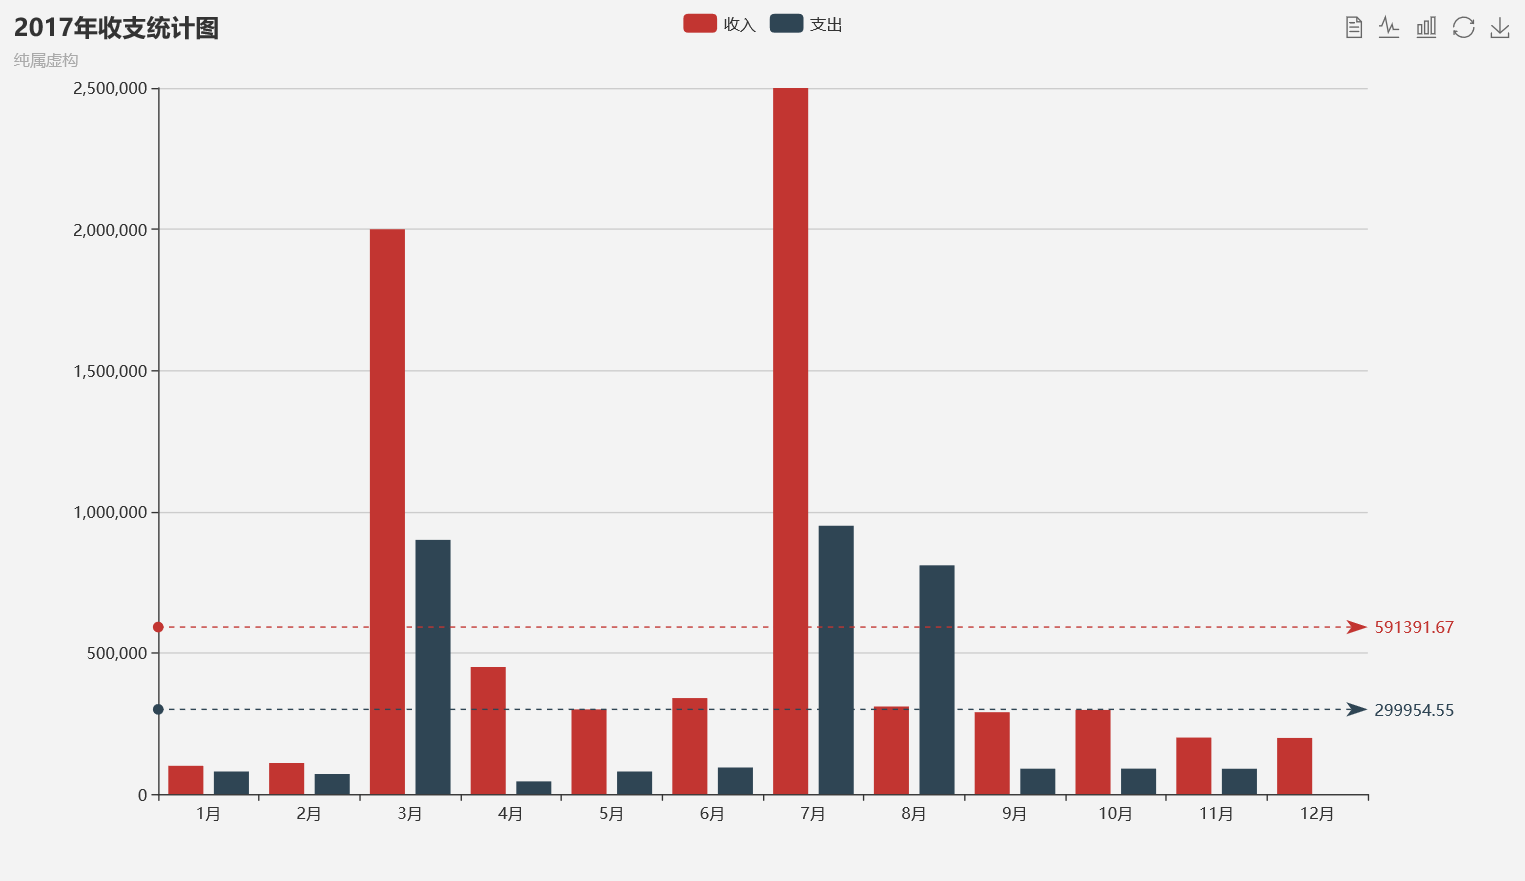 2017年收支统计图
纯属虚构
收入
支出
2,500,000
2,000,000
1,500,000
1,000,000
500,000
0
591391.67
299954.55
1月
2月
3月
4月
5月
6月
7月
8月
9月
10月
11月
12月